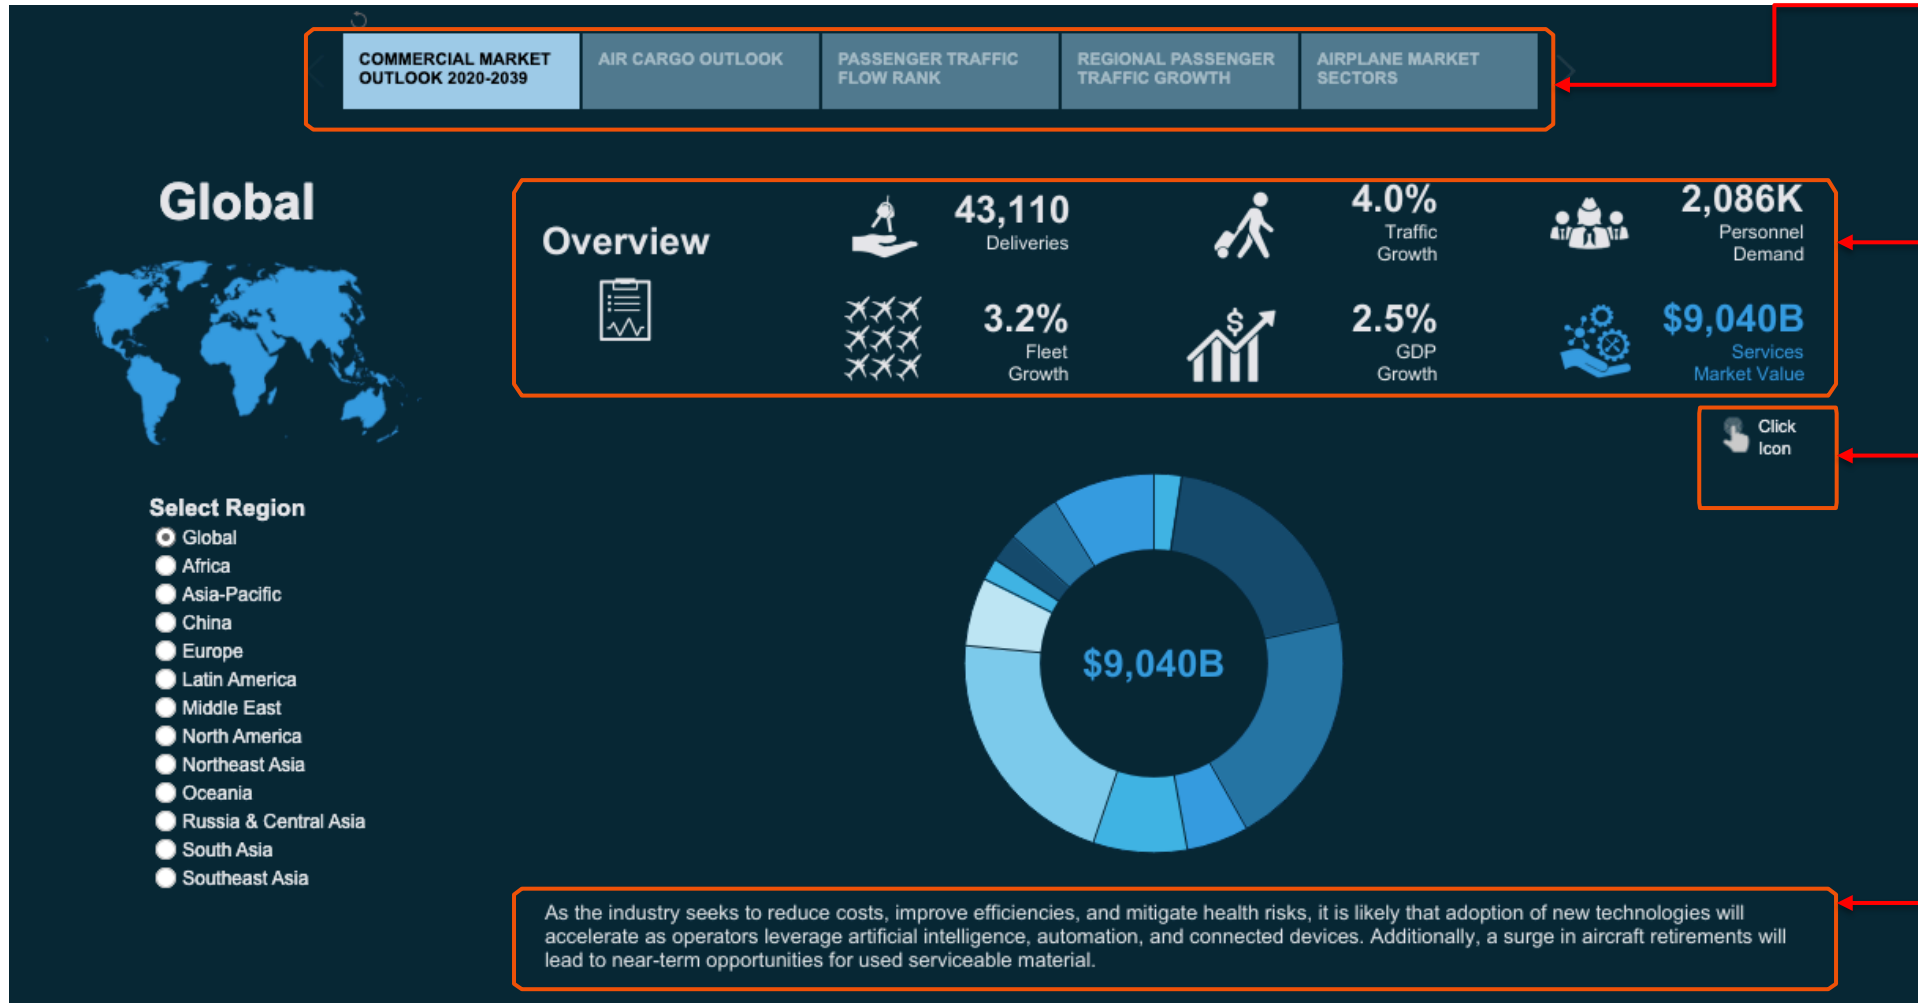 COMMERCIAL MARKET
OUTLOOK 2020-2039
AIR CARGO OUTLOOK
PASSENGER TRAFFIC
FLOW RANK
REGIONAL PASSENGER
TRAFFIC GROWTH
AIRPLANE MARKET
SECTORS
Global
Overview
43,110
Deliveries
4.0%
Traffic
Growth
2,086K
Personnel
Demand
3.2%
Fleet
Growth
$
2.5%
GDP
Growth
$9,040B
Services
Market Value
Click
Icon
Select Region
Global
Africa
Asia-Pacific
China
Europe
Latin America
Middle East
North America
Northeast Asia
Oceania
Russia & Central Asia
South Asia
Southeast Asia
$9,040B
As the industry seeks to reduce costs, improve efficiencies, and mitigate health risks, it is likely that adoption of new technologies will
accelerate as operators leverage artificial intelligence, automation, and connected devices. Additionally, a surge in aircraft retirements will
lead to near-term opportunities for used serviceable material.